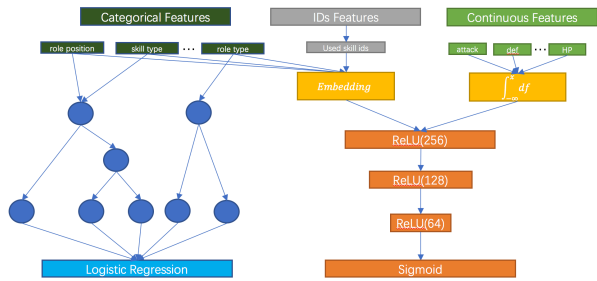 Categorical Features
IDs Features
Continuous Features
role position
skill type
...
role type
Used skill ids
attack
def
...
HP
Embedding
∫_{-∞}^{x} df
ReLU(256)
ReLU(128)
ReLU(64)
Logistic Regression
Sigmoid